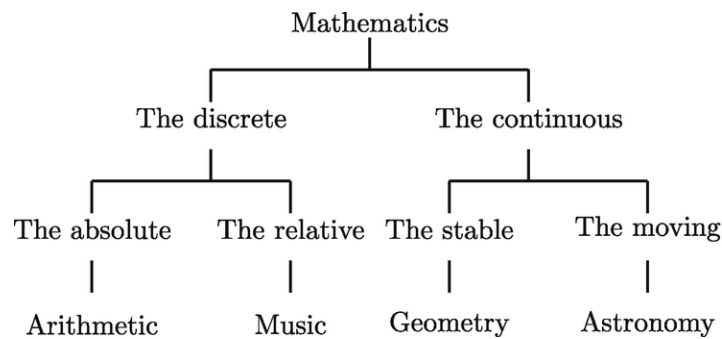 Mathematics
The discrete
The continuous
The absolute
The relative
The stable
The moving
Arithmetic
Music
Geometry
Astronomy